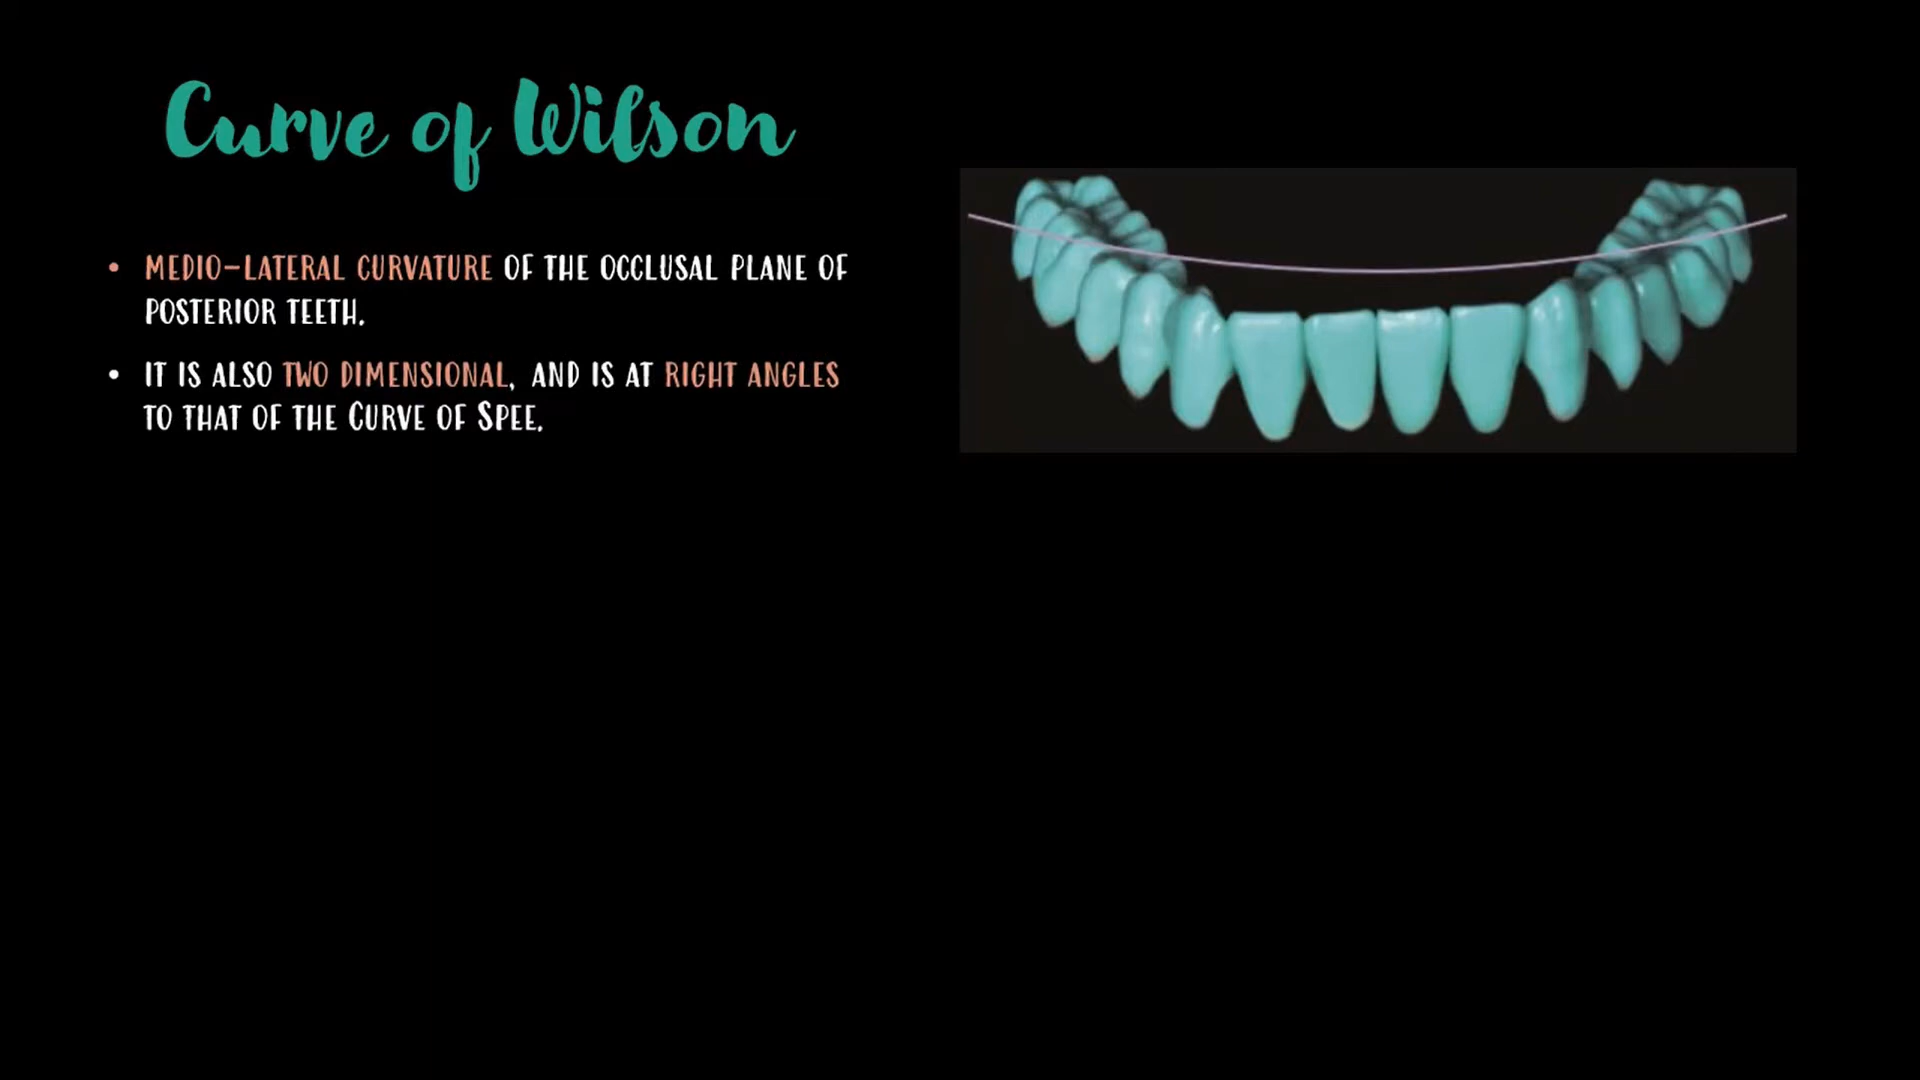 Curve of Wilson
• MEDIO-LATERAL CURVATURE OF THE OCCLUSAL PLANE OF
POSTERIOR TEETH.
• IT IS ALSO TWO DIMENSIONAL, AND IS AT RIGHT ANGLES
TO THAT OF THE CURVE OF SPEE.